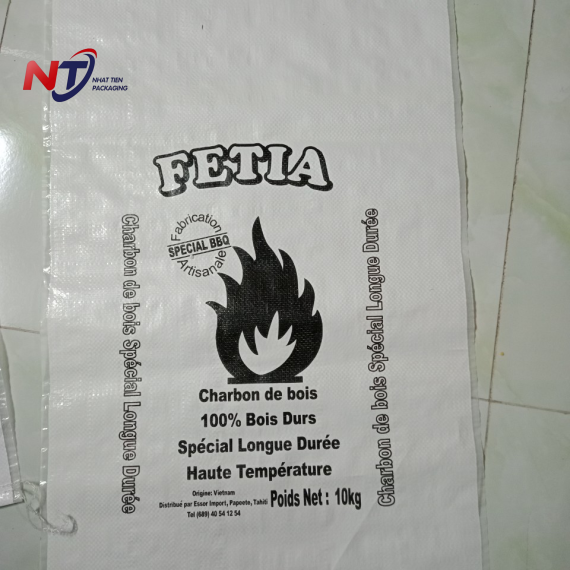 NT
NHAT TIEN
PACKAGING
FETIA
Fabrication
SPECIAL BBQ
Artisanale
Charbon de bois Spécial Longue Durée
Charbon de bois Spécial Longue Durée
Charbon de bois
100% Bois Durs
Spécial Longue Durée
Haute Température
Origine: Vietnam
Distribué par Esser Import, Papeete, Tahiti
Tel (689) 40 54 12 54
Poids Net : 10kg